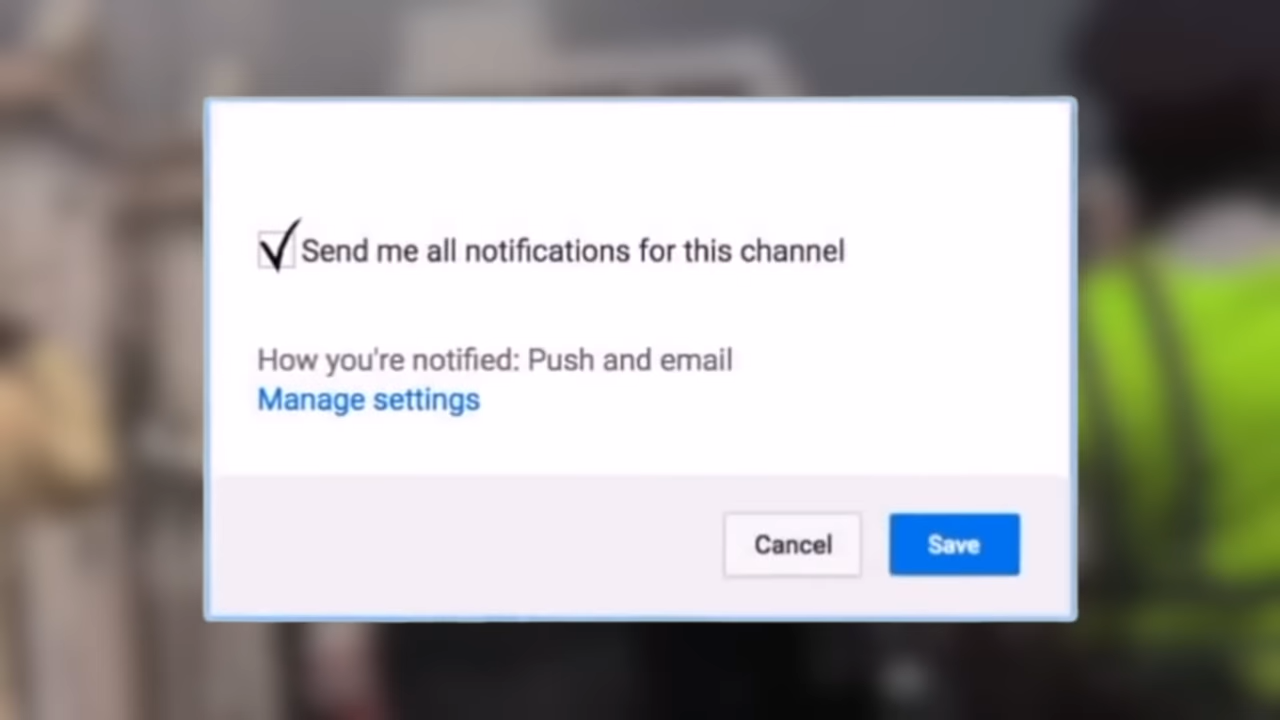 Send me all notifications for this channel
How you're notified: Push and email
Manage settings
Cancel
Save